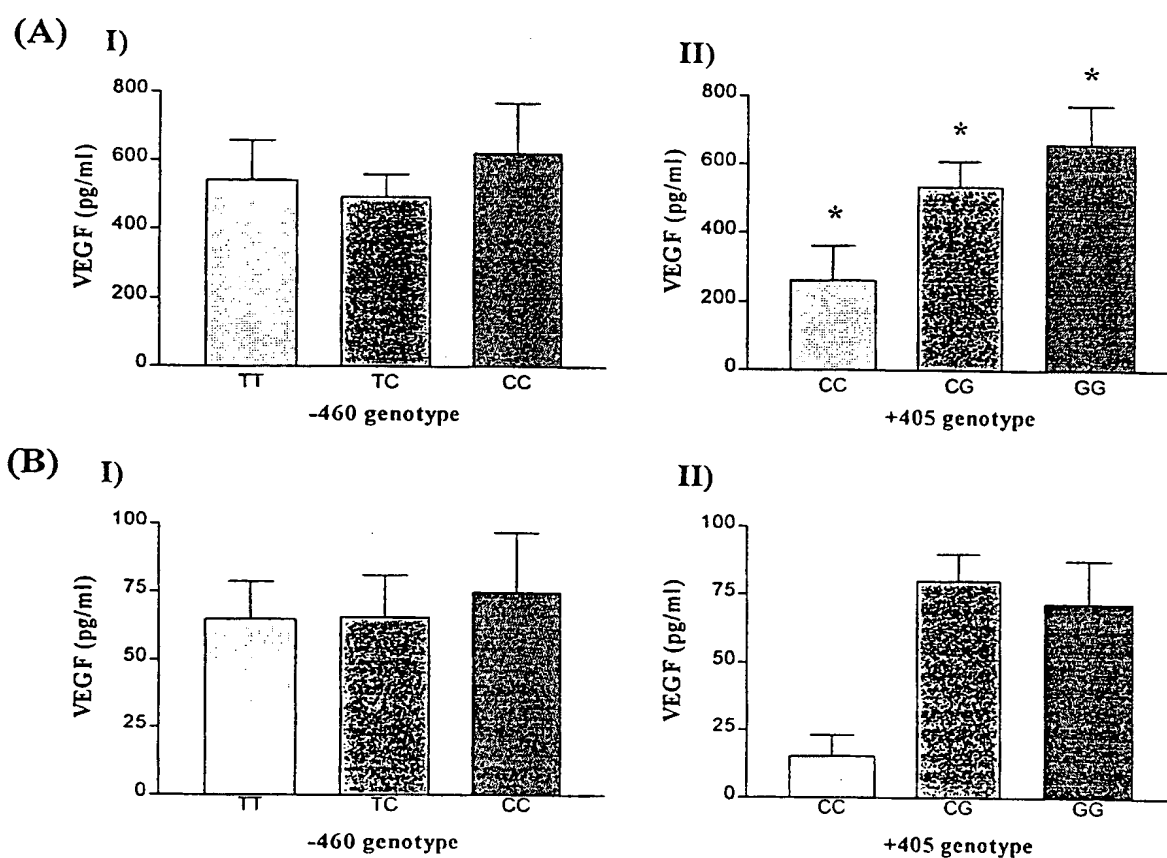 (A)
I)
VEGF (pg/ml)
800
600
400
200
0
TT TC CC
-460 genotype
II)
VEGF (pg/ml)
800
600
400
200
0
* * *
CC CG GG
+405 genotype
(B)
I)
VEGF (pg/ml)
100
75
50
25
0
TT TC CC
-460 genotype
II)
VEGF (pg/ml)
100
75
50
25
0
CC CG GG
+405 genotype